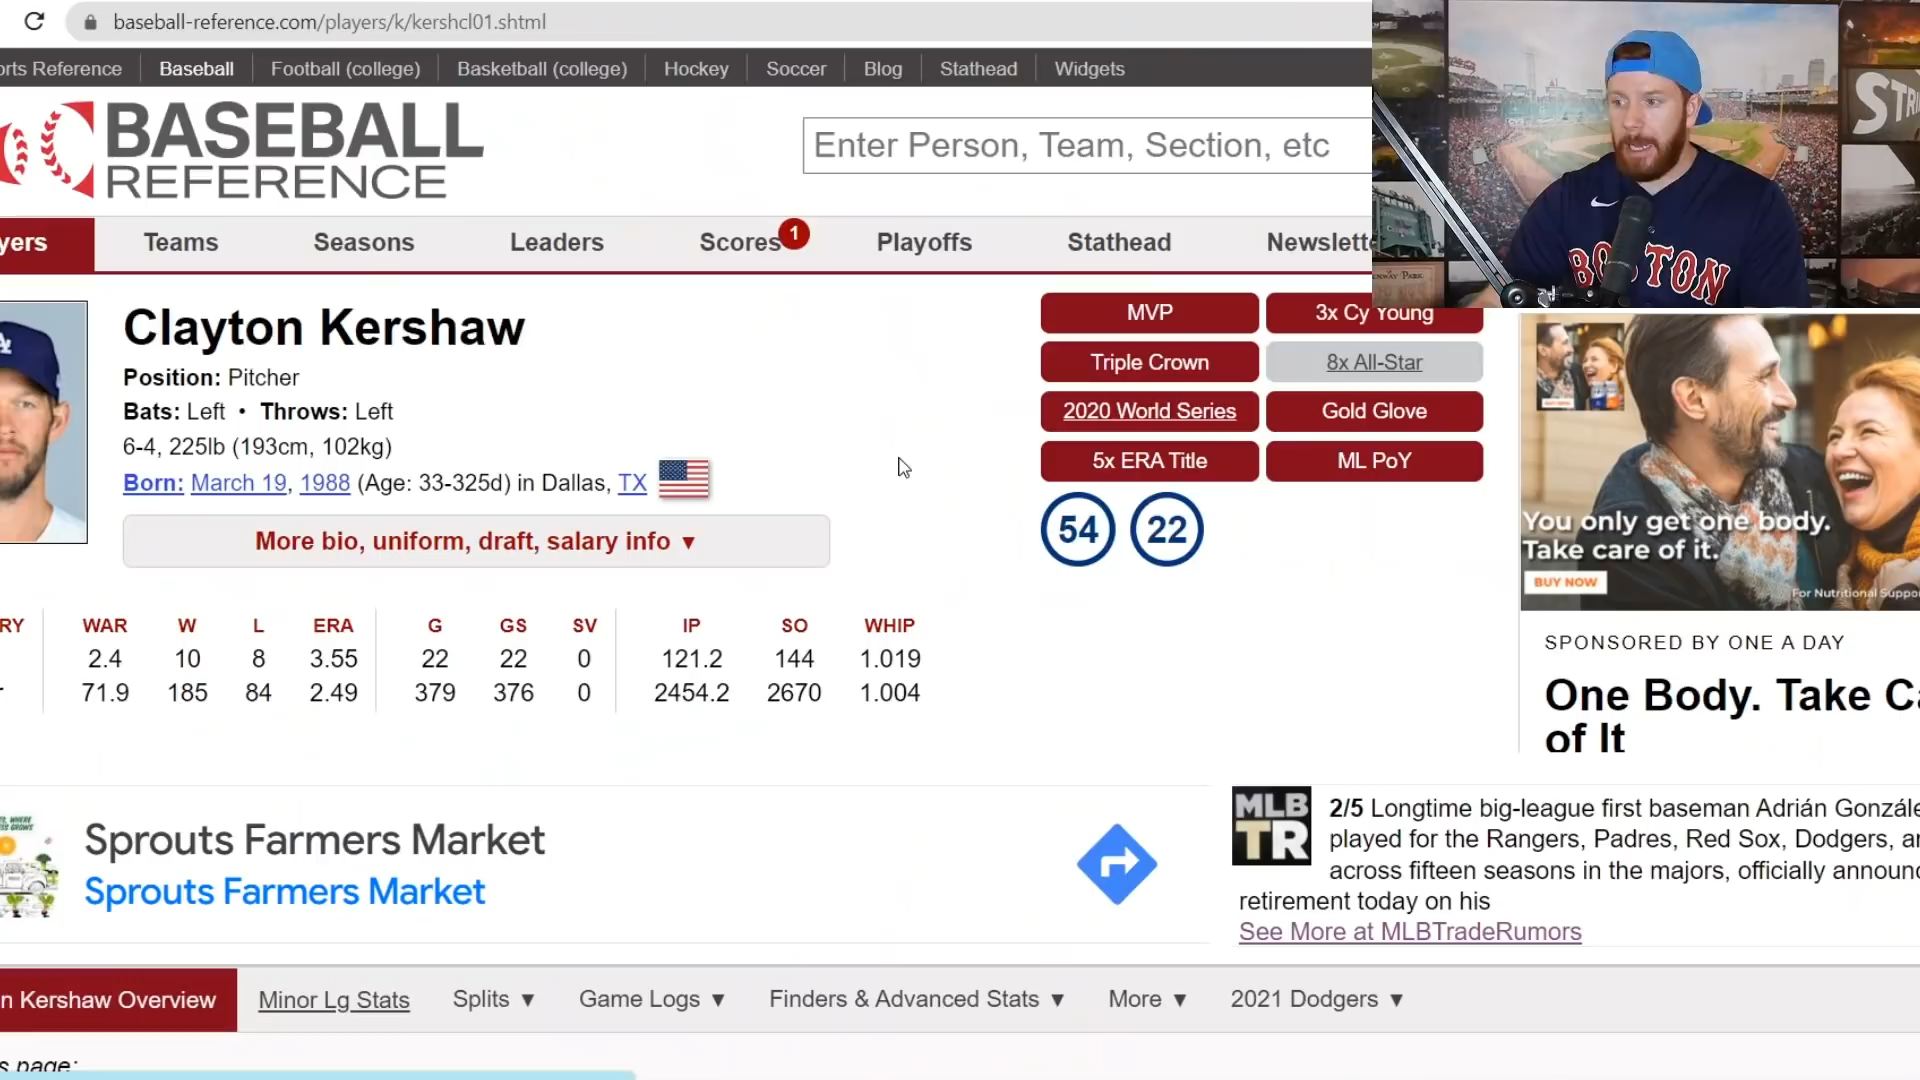 baseball-reference.com/players/k/kershcl01.shtml
orts Reference Baseball Football (college) Basketball (college) Hockey Soccer Blog Stathead Widgets
BASEBALL
REFERENCE
Enter Person, Team, Section, etc
yers Teams Seasons Leaders Scores 1 Playoffs Stathead Newslett
STRI
BOSTON
Clayton Kershaw
Position: Pitcher
Bats: Left • Throws: Left
6-4, 225lb (193cm, 102kg)
Born: March 19, 1988 (Age: 33-325d) in Dallas, TX
More bio, uniform, draft, salary info ▼
MVP 3x Cy Young
Triple Crown 8x All-Star
2020 World Series Gold Glove
5x ERA Title ML PoY
54 22
You only get one body.
Take care of it.
BUY NOW
For Nutritional Suppo
SPONSORED BY ONE A DAY
One Body. Take Ca
of It
RY WAR W L ERA G GS SV IP SO WHIP
2.4 10 8 3.55 22 22 0 121.2 144 1.019
r 71.9 185 84 2.49 379 376 0 2454.2 2670 1.004
Sprouts Farmers Market
Sprouts Farmers Market
MLB
TR
2/5 Longtime big-league first baseman Adrián Gonzále
played for the Rangers, Padres, Red Sox, Dodgers, a
across fifteen seasons in the majors, officially announc
retirement today on his
See More at MLBTradeRumors
n Kershaw Overview Minor Lg Stats Splits ▼ Game Logs ▼ Finders & Advanced Stats ▼ More ▼ 2021 Dodgers ▼
s page: